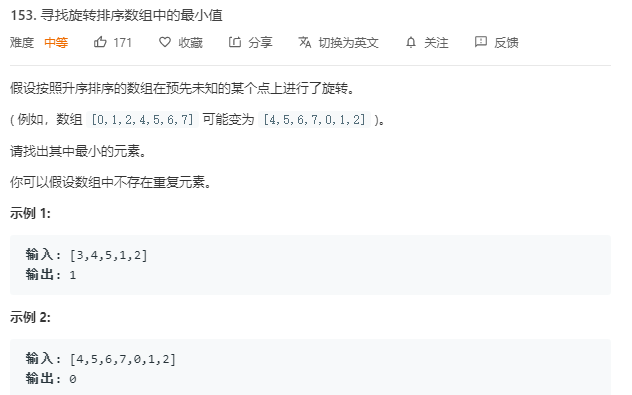 153. 寻找旋转排序数组中的最小值
难度 中等 171 收藏 分享 切换为英文 关注 反馈
假设按照升序排序的数组在预先未知的某个点上进行了旋转。
( 例如，数组 [0,1,2,4,5,6,7] 可能变为 [4,5,6,7,0,1,2] )。
请找出其中最小的元素。
你可以假设数组中不存在重复元素。
示例 1:
输入: [3,4,5,1,2]
输出: 1
示例 2:
输入: [4,5,6,7,0,1,2]
输出: 0